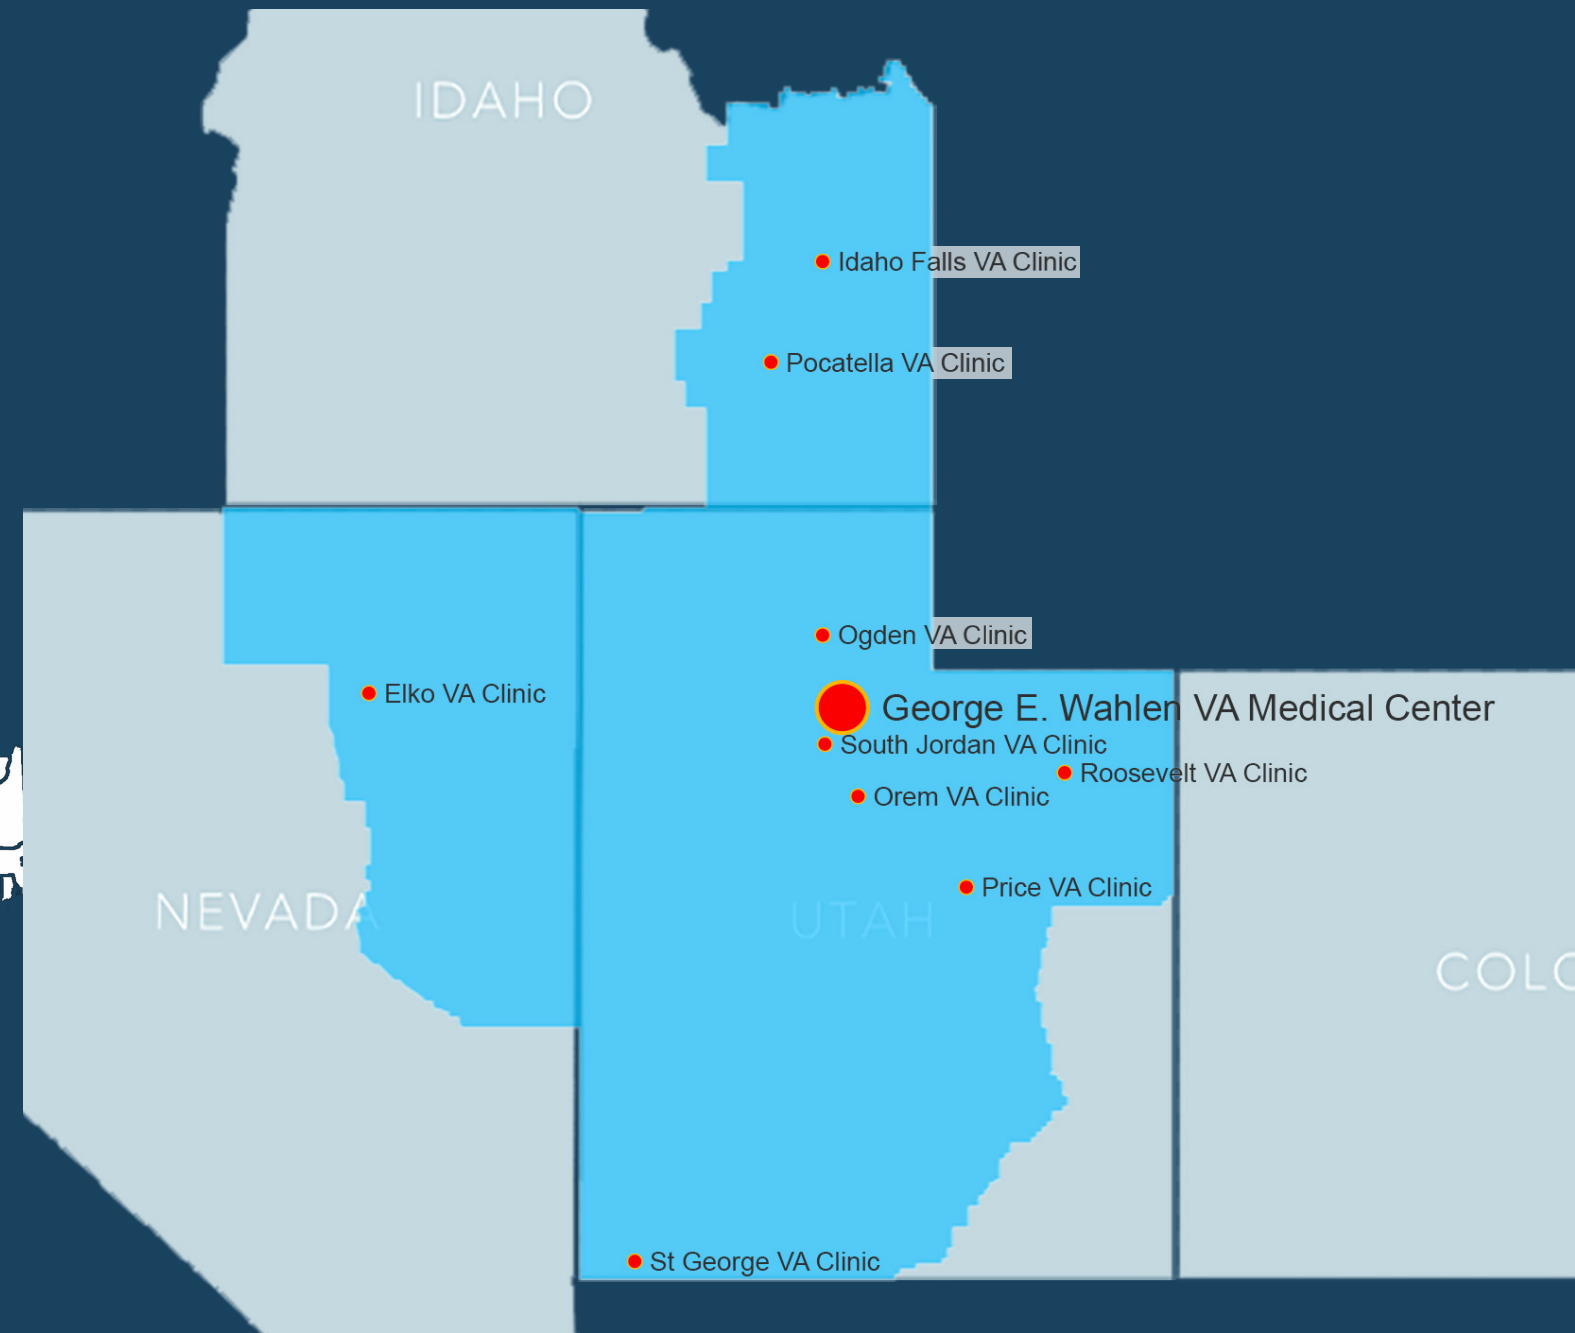 IDAHO
Idaho Falls VA Clinic
Pocatella VA Clinic
Ogden VA Clinic
Elko VA Clinic
George E. Wahlen VA Medical Center
South Jordan VA Clinic
Roosevelt VA Clinic
Orem VA Clinic
Price VA Clinic
NEVADA
UTAH
COLO
St George VA Clinic